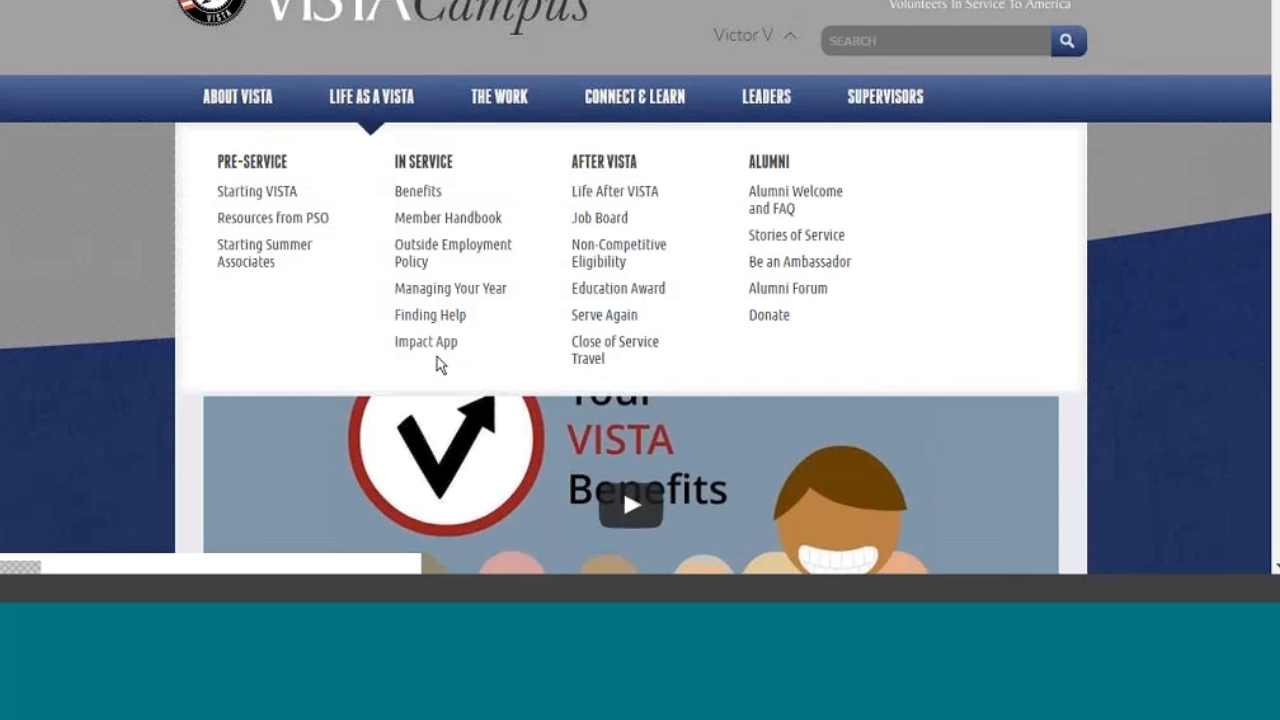 VISTA Campus
Volunteers In Service To America
VISTA
Victor V
SEARCH
ABOUT VISTA LIFE AS A VISTA THE WORK CONNECT & LEARN LEADERS SUPERVISORS
PRE-SERVICE
Starting VISTA
Resources from PSO
Starting Summer
Associates
IN SERVICE
Benefits
Member Handbook
Outside Employment
Policy
Managing Your Year
Finding Help
Impact App
AFTER VISTA
Life After VISTA
Job Board
Non-Competitive
Eligibility
Education Award
Serve Again
Close of Service
Travel
ALUMNI
Alumni Welcome
and FAQ
Stories of Service
Be an Ambassador
Alumni Forum
Donate
Your
VISTA
Benefits